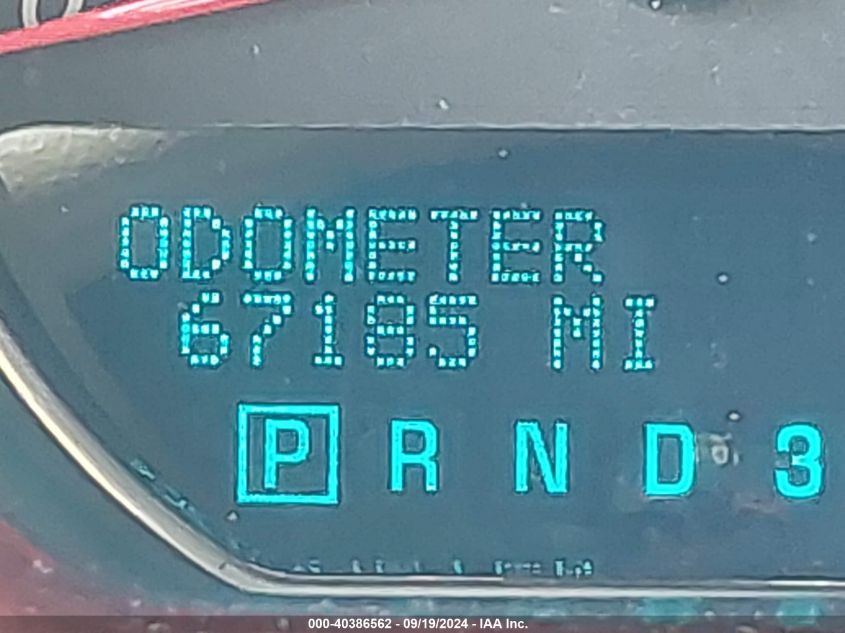 ODOMETER
67185 MI
P R N D 3
000-40386562 - 09/19/2024 - IAA Inc.